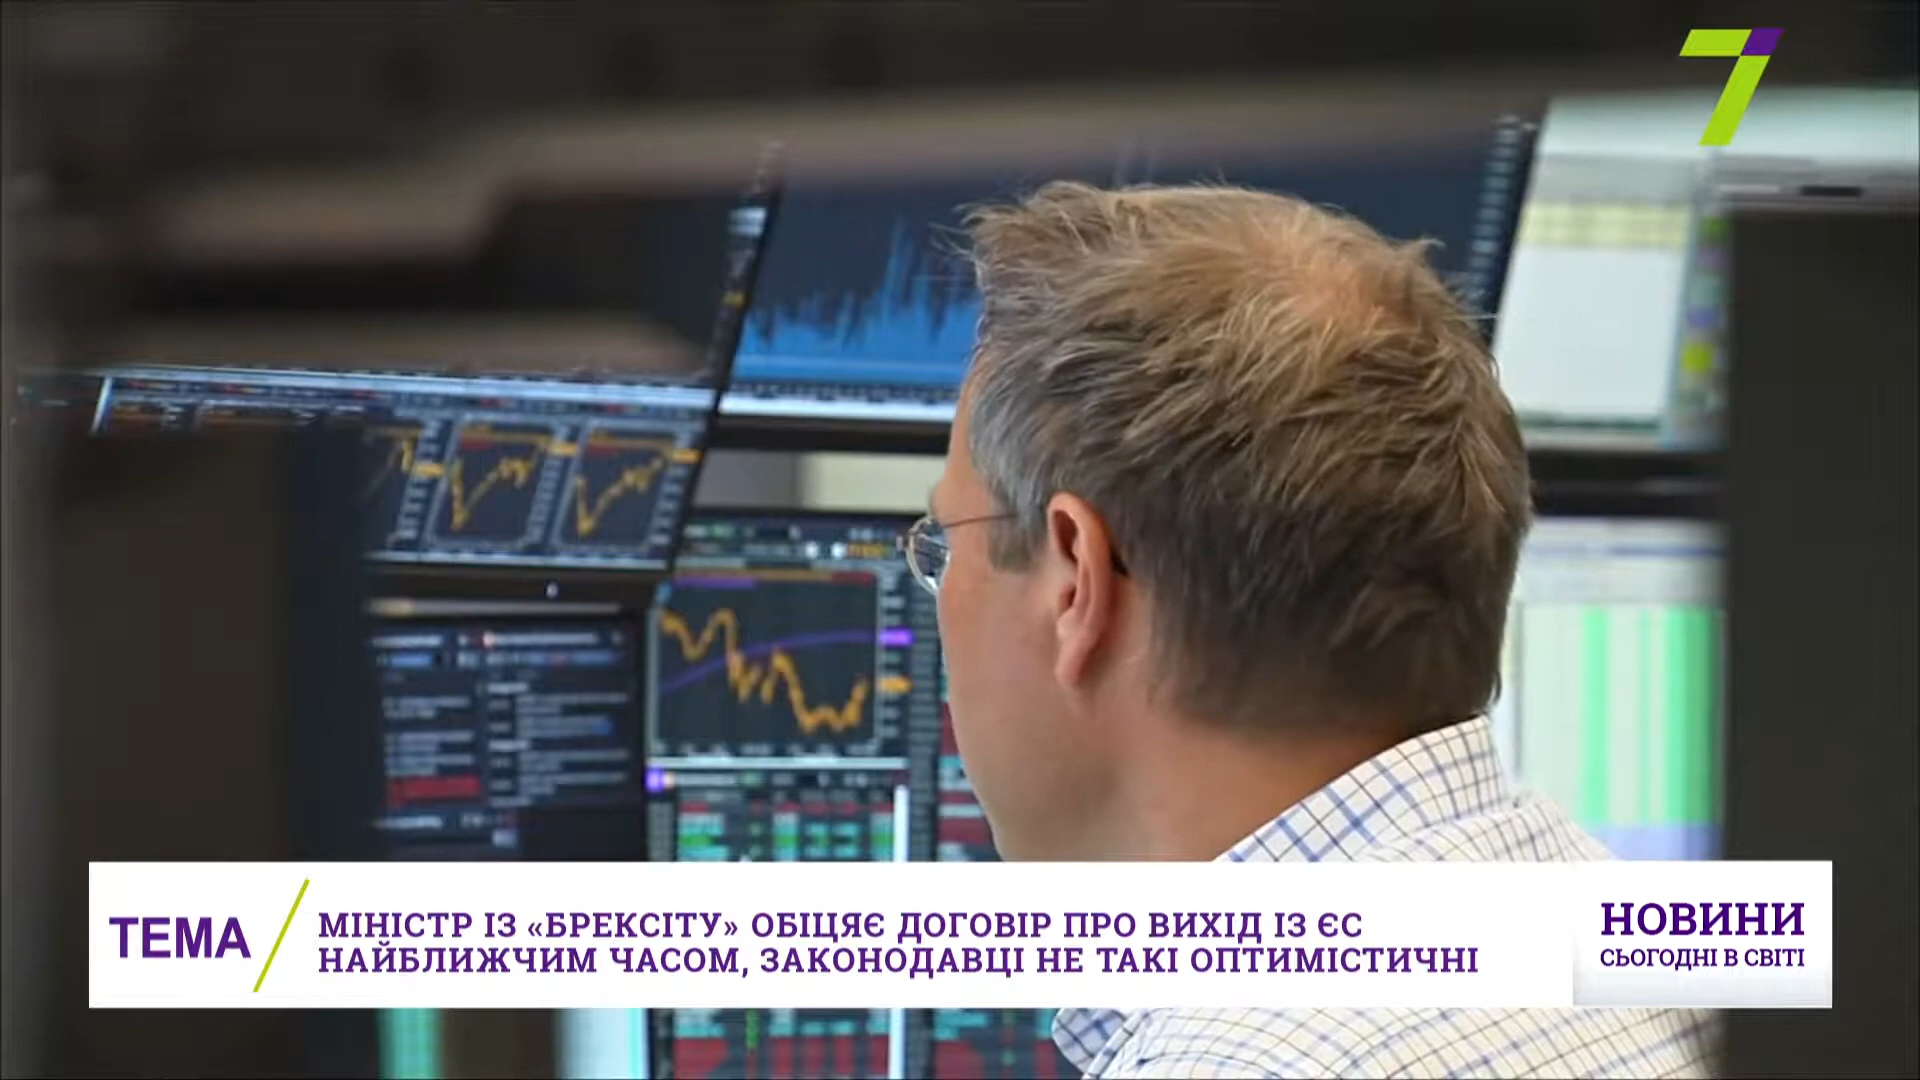 7
ТЕМА
МІНІСТР ІЗ «БРЕКСІТУ» ОБІЦЯЄ ДОГОВІР ПРО ВИХІД ІЗ ЄС
НАЙБЛИЖЧИМ ЧАСОМ, ЗАКОНОДАВЦІ НЕ ТАКІ ОПТИМІСТИЧНІ
НОВИНИ
СЬОГОДНІ В СВІТІ